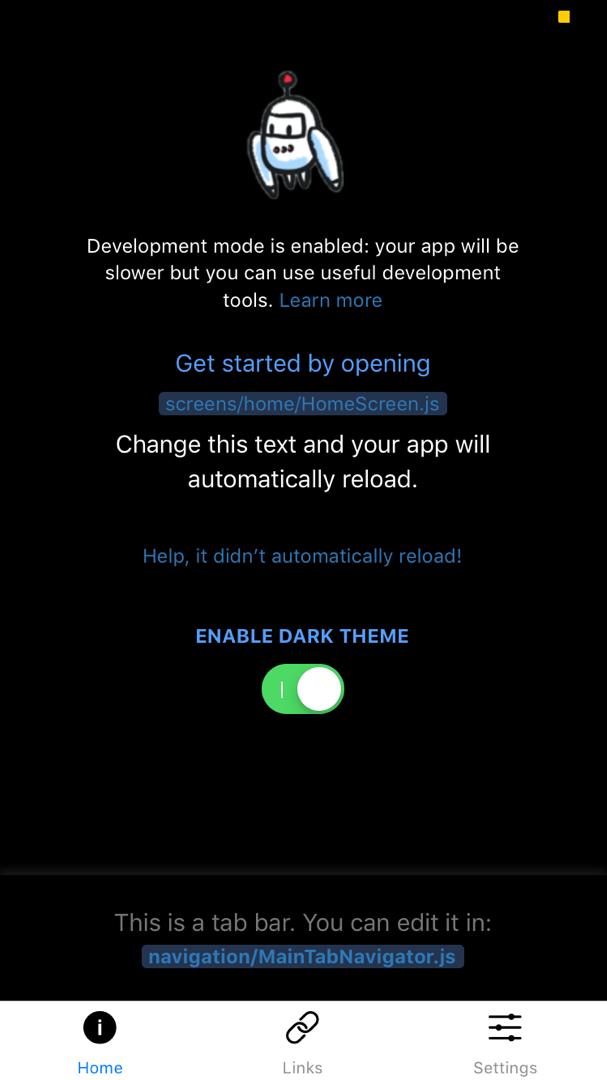 Development mode is enabled: your app will be
slower but you can use useful development
tools. Learn more
Get started by opening
screens/home/HomeScreen.js
Change this text and your app will
automatically reload.
Help, it didn’t automatically reload!
ENABLE DARK THEME
This is a tab bar. You can edit it in:
navigation/MainTabNavigator.js
Home Links Settings